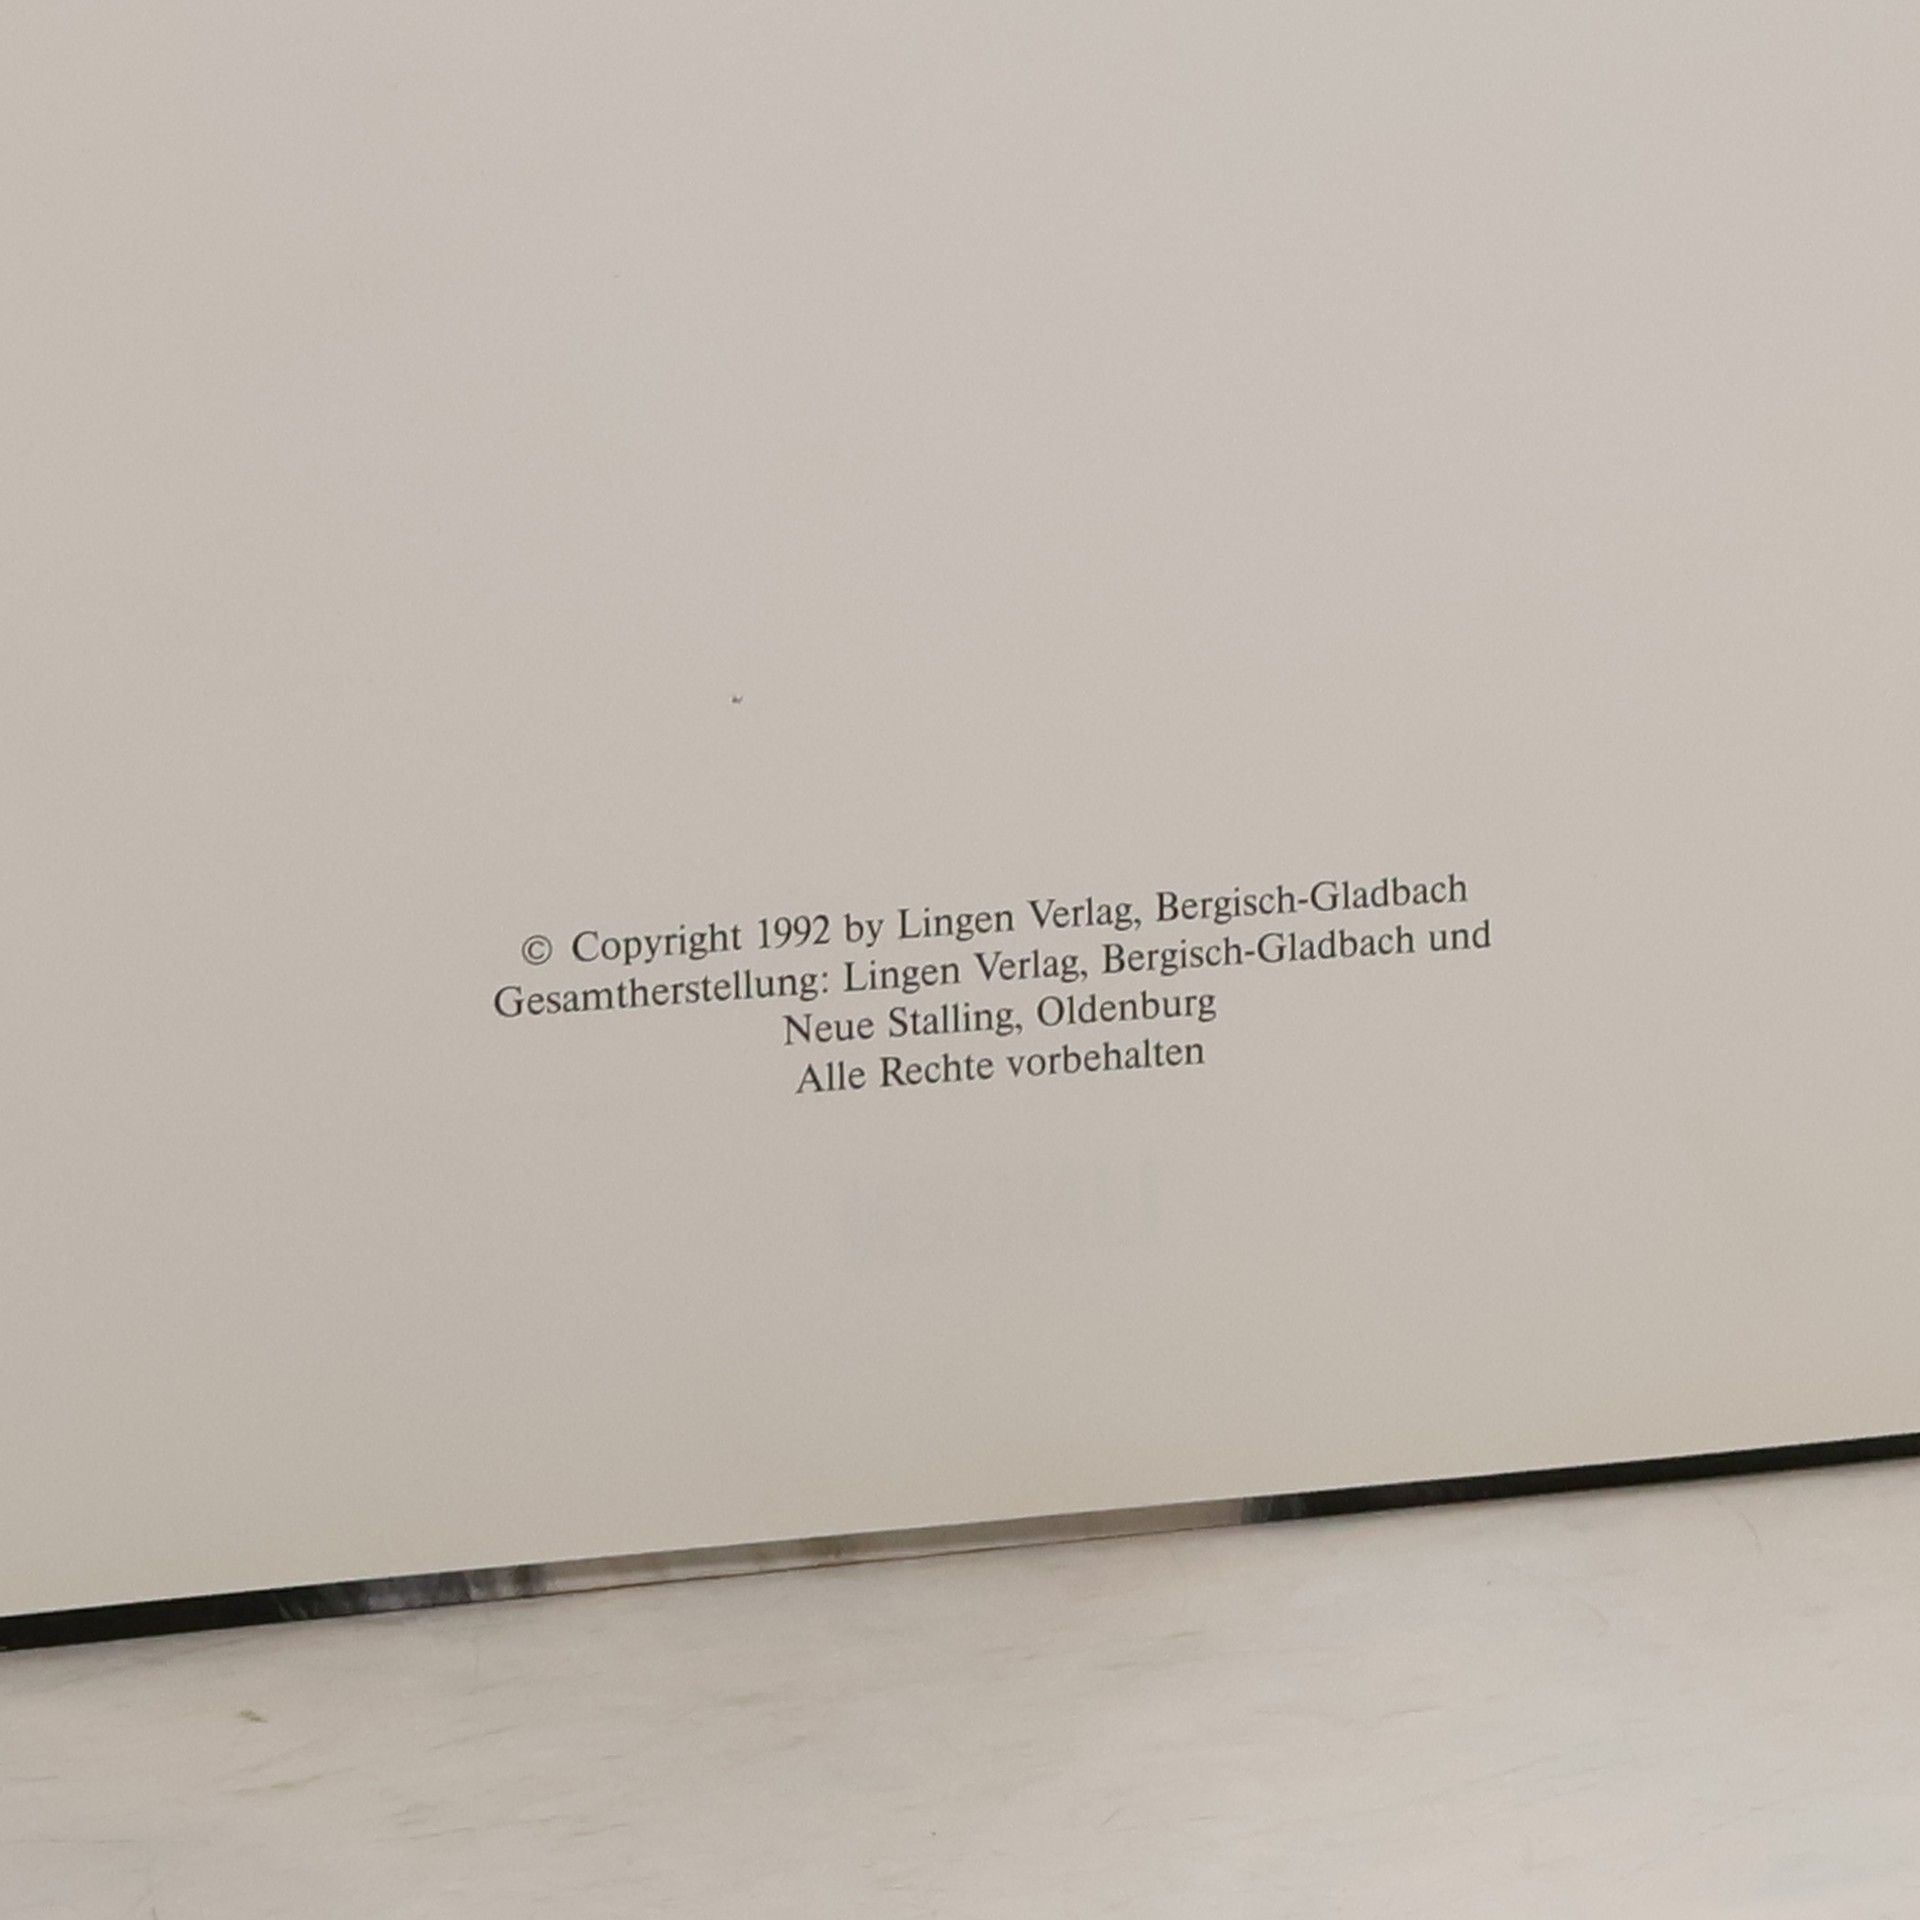 © Copyright 1992 by Lingen Verlag, Bergisch-Gladbach
Gesamtherstellung: Lingen Verlag, Bergisch-Gladbach und
Neue Stalling, Oldenburg
Alle Rechte vorbehalten